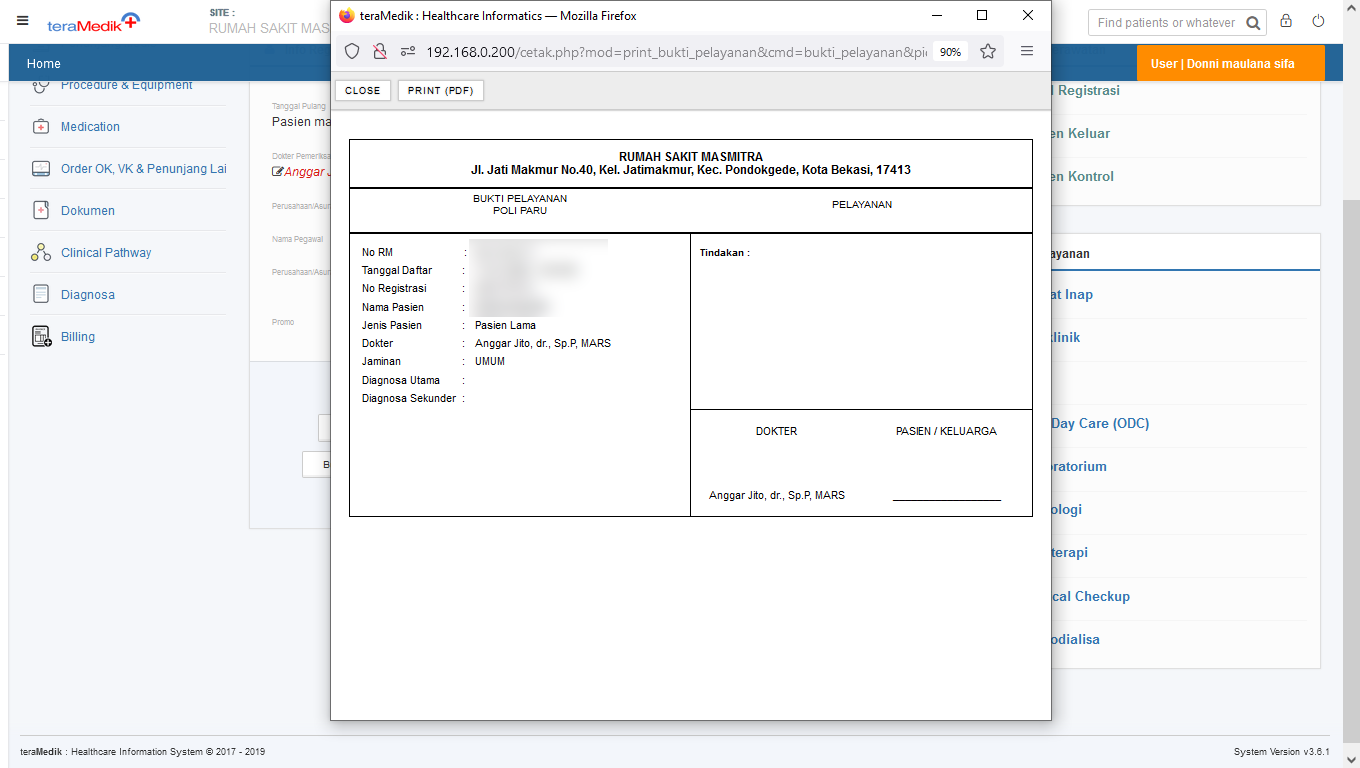 teraMedik
SITE :
RUMAH SAKIT MAS
teraMedik : Healthcare Informatics — Mozilla Firefox
Find patients or whatever
192.168.0.200/cetak.php?mod=print_bukti_pelayanan&cmd=bukti_pelayanan&pi
90%
Home
User | Donni maulana sifa
CLOSE
PRINT (PDF)
Procedure & Equipment
Medication
Order OK, VK & Penunjang Lai
Dokumen
Clinical Pathway
Diagnosa
Billing
Tanggal Pulang
Pasien ma
Dokter Pemeriksa
Anggar J
Perusahaan/Asur
Nama Pegawai
Perusahaan/Asur
Promo
B
RUMAH SAKIT MASMITRA
Jl. Jati Makmur No.40, Kel. Jatimakmur, Kec. Pondokgede, Kota Bekasi, 17413
BUKTI PELAYANAN
POLI PARU
PELAYANAN
No RM :
Tanggal Daftar :
No Registrasi :
Nama Pasien :
Jenis Pasien : Pasien Lama
Dokter : Anggar Jito, dr., Sp.P, MARS
Jaminan : UMUM
Diagnosa Utama :
Diagnosa Sekunder :
Tindakan :
DOKTER PASIEN / KELUARGA
Anggar Jito, dr., Sp.P, MARS
l Registrasi
en Keluar
en Kontrol
ayanan
at Inap
linik
Day Care (ODC)
oratorium
ologi
terapi
cal Checkup
odialisa
teraMedik : Healthcare Information System © 2017 - 2019
System Version v3.6.1